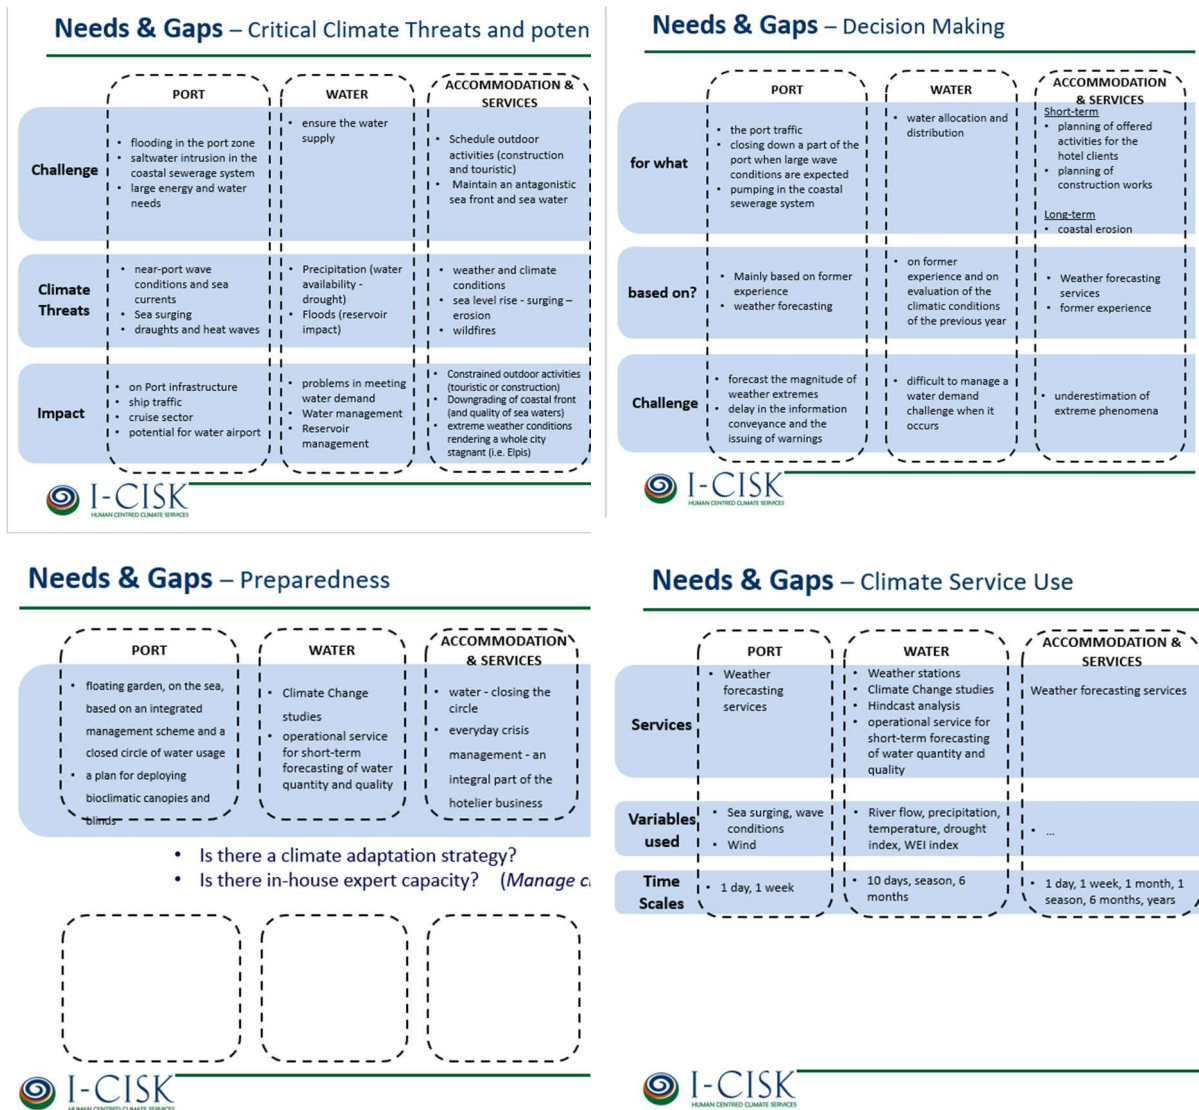 Needs & Gaps – Critical Climate Threats and poten
PORT
WATER
ACCOMMODATION &
SERVICES
Challenge
• flooding in the port zone
• saltwater intrusion in the
coastal sewerage system
• large energy and water
needs
• ensure the water
supply
• Schedule outdoor
activities (construction
and touristic)
• Maintain an antagonistic
sea front and sea water
Climate
Threats
• near-port wave
conditions and sea
currents
• Sea surging
• draughts and heat waves
• Precipitation (water
availability -
drought)
• Floods (reservoir
impact)
• weather and climate
conditions
• sea level rise - surging –
erosion
• wildfires
Impact
• on Port infrastructure
• ship traffic
• cruise sector
• potential for water airport
• problems in meeting
water demand
• Water management
• Reservoir
management
• Constrained outdoor activities
(touristic or construction)
• Downgrading of coastal front
(and quality of sea waters)
• extreme weather conditions
rendering a whole city
stagnant (i.e. Elpis)
I-CISK
HUMAN CENTRED CLIMATE SERVICES
Needs & Gaps – Decision Making
PORT
WATER
ACCOMMODATION
& SERVICES
for what
• the port traffic
• closing down a part of the
port when large wave
conditions are expected
• pumping in the coastal
sewerage system
• water allocation and
distribution
Short-term
• planning of offered
activities for the
hotel clients
• planning of
construction works
Long-term
• coastal erosion
based on?
• Mainly based on former
experience
• weather forecasting
• on former
experience and on
evaluation of the
climatic conditions
of the previous year
• Weather forecasting
services
• former experience
Challenge
• forecast the magnitude of
weather extremes
• delay in the information
conveyance and the
issuing of warnings
• difficult to manage a
water demand
challenge when it
occurs
• underestimation of
extreme phenomena
I-CISK
HUMAN CENTRED CLIMATE SERVICES
Needs & Gaps – Preparedness
PORT
WATER
ACCOMMODATION
& SERVICES
• floating garden, on the sea,
based on an integrated
management scheme and a
closed circle of water usage
• a plan for deploying
bioclimatic canopies and
blinds
• Climate Change
studies
• operational service
for short-term
forecasting of water
quantity and quality
• water - closing the
circle
• everyday crisis
management - an
integral part of the
hotelier business
• Is there a climate adaptation strategy?
• Is there in-house expert capacity? (Manage
I-CISK
HUMAN CENTRED CLIMATE SERVICES
Needs & Gaps – Climate Service Use
PORT
WATER
ACCOMMODATION &
SERVICES
Services
• Weather
forecasting
services
• Weather stations
• Climate Change studies
• Hindcast analysis
• operational service for
short-term forecasting
of water quantity and
quality
Weather forecasting services
Variables
used
• Sea surging, wave
conditions
• Wind
• River flow, precipitation,
temperature, drought
index, WEI index
• ...
Time
Scales
• 1 day, 1 week
• 10 days, season, 6
months
• 1 day, 1 week, 1 month, 1
season, 6 months, years
I-CISK
HUMAN CENTRED CLIMATE SERVICES